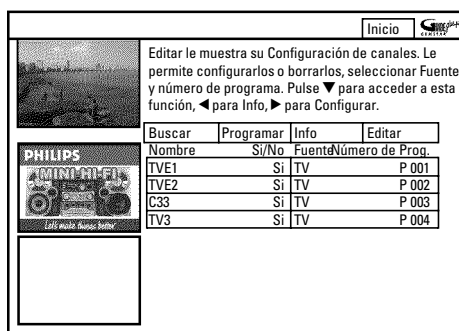 Inicio
GUIDE Plus+
GEMSTAR
Editar le muestra su Configuración de canales. Le
permite configurarlos o borrarlos, seleccionar Fuente
y número de programa. Pulse ▼ para acceder a esta
función, ◀ para Info, ▶ para Configurar.
Buscar Programar Info Editar
Nombre Si/No Fuente Número de Prog.
TVE1 Si TV P 001
TVE2 Si TV P 002
C33 Si TV P 003
TV3 Si TV P 004
PHILIPS
MINI-HI-FI
Let's make things better